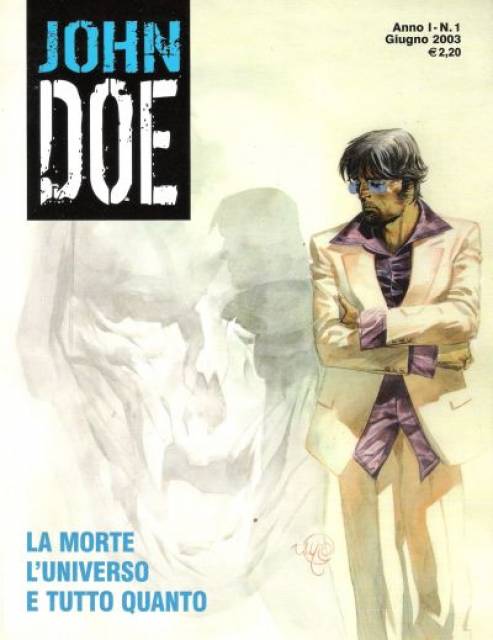 JOHN
DOE
Anno I - N. 1
Giugno 2003
€ 2,20
LA MORTE
L'UNIVERSO
E TUTTO QUANTO